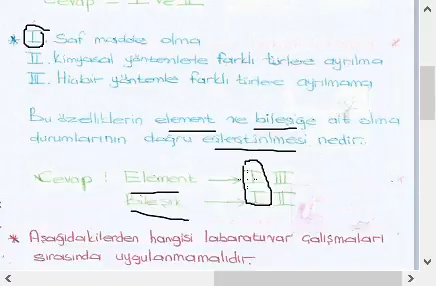 Cevap = I ve II
* I. Saf madde olma
II. Kimyasal yöntemlerle farklı türlere ayrılma
III. Hiçbir yöntemle farklı türlere ayrılmama
Bu özelliklerin element ve bileşiğe ait olma
durumlarının doğru eşleştirilmesi nedir.
Cevap : Element → I III
Bileşik → I II
* Aşağıdakilerden hangisi labaratuvar çalışmaları
sırasında uygulanmamalıdır.